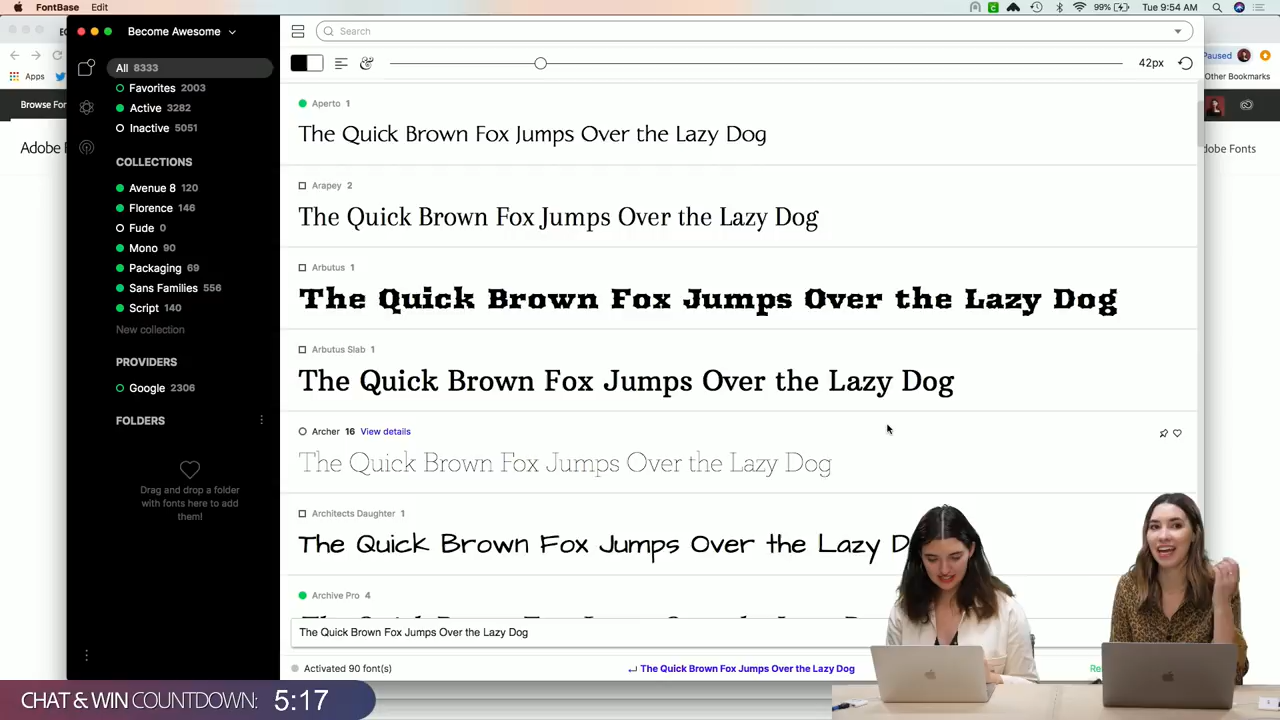 FontBase Edit
99% Tue 9:54 AM
Become Awesome
Search
Paused
Apps
Other Bookmarks
All 8333
42px
Favorites 2003
Browse Fon
Active 3282
Aperto 1
Inactive 5051
The Quick Brown Fox Jumps Over the Lazy Dog
Adobe F
dobe Fonts
COLLECTIONS
Avenue 8 120
Arapey 2
Florence 146
The Quick Brown Fox Jumps Over the Lazy Dog
Fude 0
Mono 90
Packaging 69
Arbutus 1
Sans Families 556
The Quick Brown Fox Jumps Over the Lazy Dog
Script 140
New collection
Arbutus Slab 1
PROVIDERS
The Quick Brown Fox Jumps Over the Lazy Dog
Google 2306
FOLDERS
Archer 16 View details
The Quick Brown Fox Jumps Over the Lazy Dog
Drag and drop a folder
with fonts here to add
them!
Architects Daughter 1
The Quick Brown Fox Jumps Over the Lazy D
Archive Pro 4
The Quick Brown Fox Jumps Over the Lazy Dog
Activated 90 font(s)
The Quick Brown Fox Jumps Over the Lazy Dog
Re
CHAT & WIN COUNTDOWN: 5:17